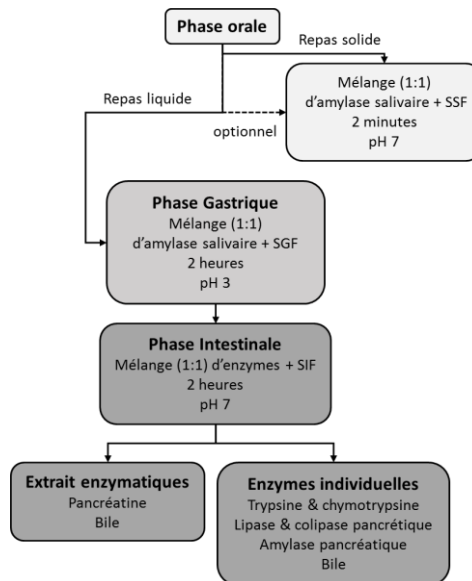 Phase orale
Repas solide
Mélange (1:1)
d'amylase salivaire + SSF
2 minutes
pH 7
Repas liquide
optionnel
Phase Gastrique
Mélange (1:1)
d'amylase salivaire + SGF
2 heures
pH 3
Phase Intestinale
Mélange (1:1) d'enzymes + SIF
2 heures
pH 7
Extrait enzymatiques
Pancréatine
Bile
Enzymes individuelles
Trypsine & chymotrypsine
Lipase & colipase pancrétique
Amylase pancréatique
Bile